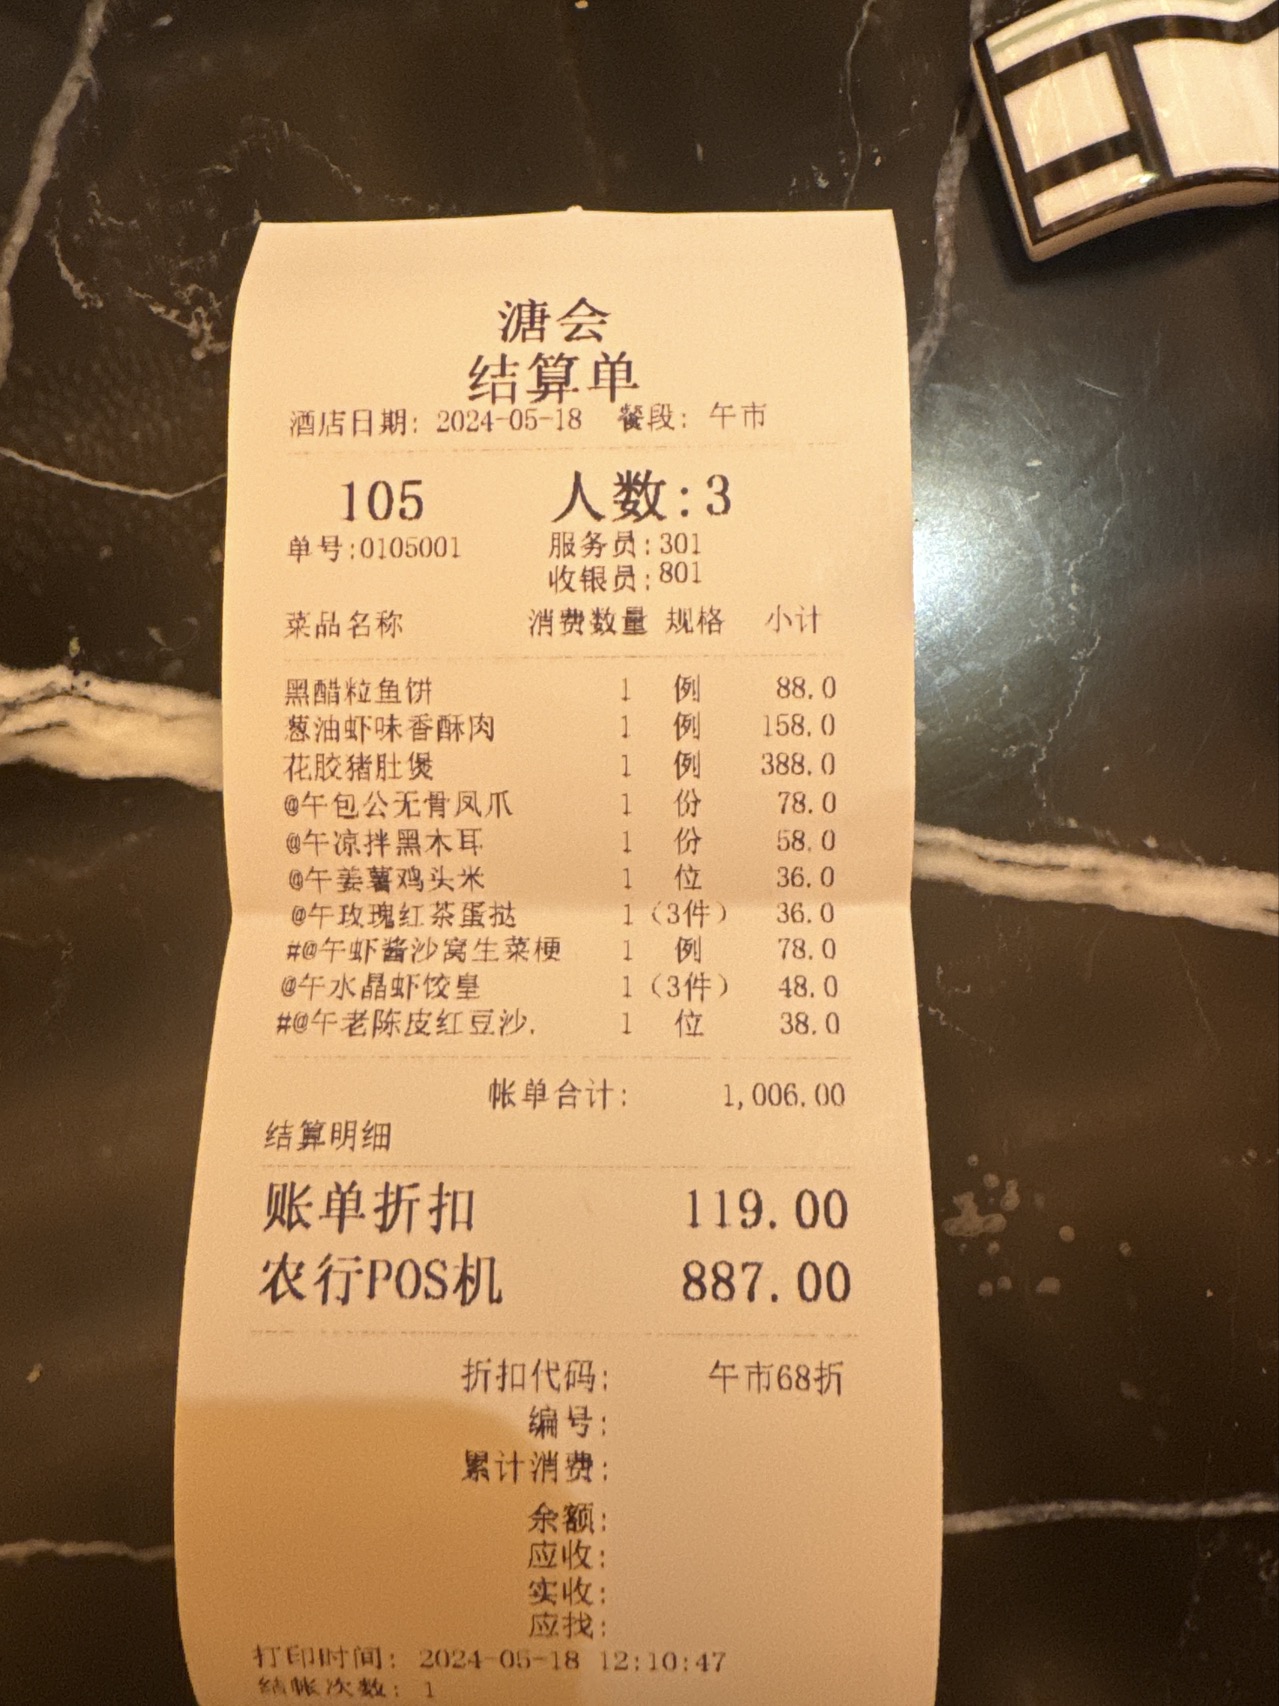 溏会
结算单
酒店日期: 2024-05-18 餐段: 午市
105 人数:3
单号:0105001 服务员:301
收银员:801
菜品名称 消费数量 规格 小计
黑醋粒鱼饼 1 例 88.0
葱油虾味香酥肉 1 例 158.0
花胶猪肚煲 1 例 388.0
@午包公无骨凤爪 1 份 78.0
@午凉拌黑木耳 1 份 58.0
@午姜薯鸡头米 1 位 36.0
@午玫瑰红茶蛋挞 1 (3件) 36.0
#@午虾酱沙窝生菜梗 1 例 78.0
@午水晶虾饺皇 1 (3件) 48.0
#@午老陈皮红豆沙. 1 位 38.0
帐单合计: 1,006.00
结算明细
账单折扣 119.00
农行POS机 887.00
折扣代码: 午市68折
编号:
累计消费:
余额:
应收:
实收:
应找:
打印时间: 2024-05-18 12:10:47
结帐次数: 1